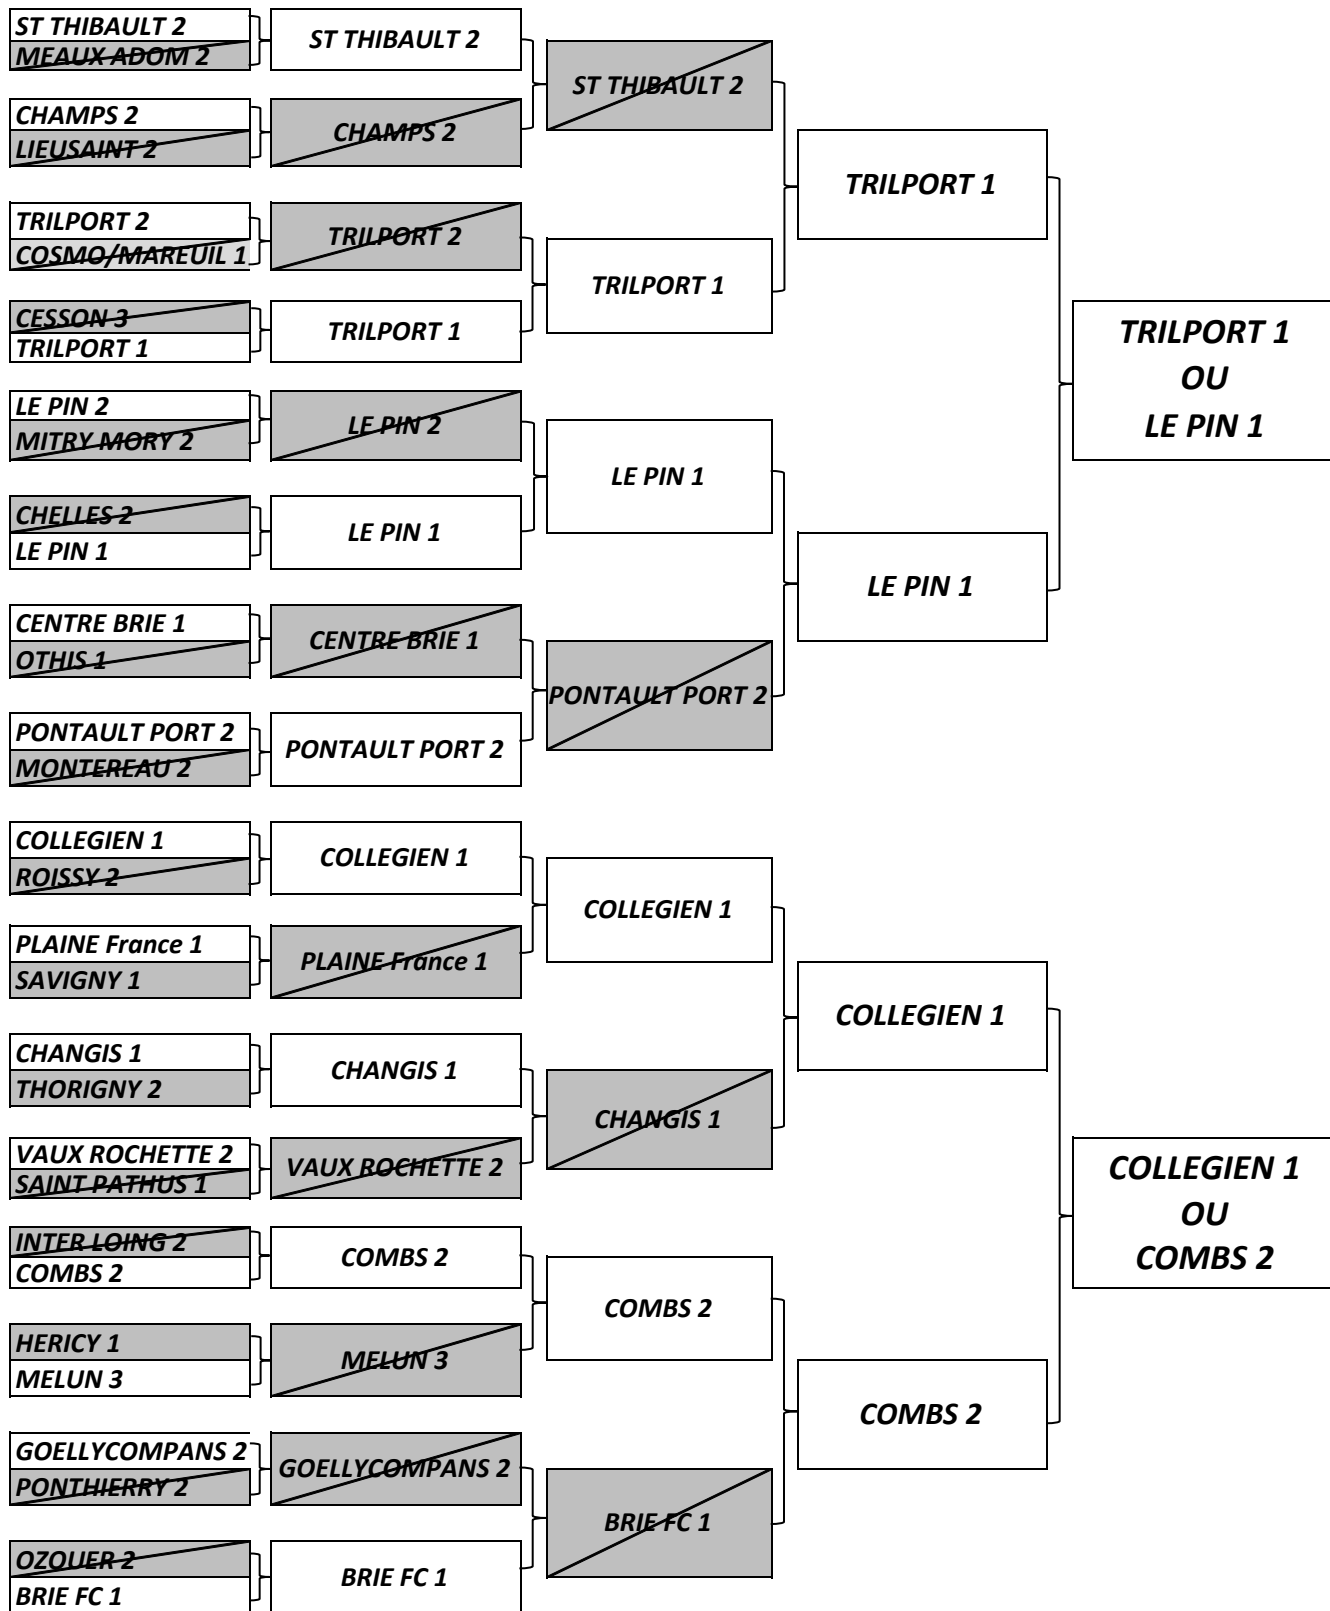 ST THIBAULT 2
MEAUX ADOM 2
CHAMPS 2
LIEUSAINT 2
TRILPORT 2
COSMO/MAREUIL 1
CESSON 3
TRILPORT 1
LE PIN 2
MITRY MORY 2
CHELLES 2
LE PIN 1
CENTRE BRIE 1
OTHIS 1
PONTAULT PORT 2
MONTEREAU 2
COLLEGIEN 1
ROISSY 2
PLAINE France 1
SAVIGNY 1
CHANGIS 1
THORIGNY 2
VAUX ROCHETTE 2
SAINT PATHUS 1
INTER LOING 2
COMBS 2
HERICY 1
MELUN 3
GOELLYCOMPANS 2
PONTHIERRY 2
OZOUER 2
BRIE FC 1
ST THIBAULT 2
CHAMPS 2
TRILPORT 2
TRILPORT 1
LE PIN 2
LE PIN 1
CENTRE BRIE 1
PONTAULT PORT 2
COLLEGIEN 1
PLAINE France 1
CHANGIS 1
VAUX ROCHETTE 2
COMBS 2
MELUN 3
GOELLYCOMPANS 2
BRIE FC 1
ST THIBAULT 2
TRILPORT 1
LE PIN 1
PONTAULT PORT 2
COLLEGIEN 1
CHANGIS 1
COMBS 2
BRIE FC 1
TRILPORT 1
LE PIN 1
COLLEGIEN 1
COMBS 2
TRILPORT 1
OU
LE PIN 1
COLLEGIEN 1
OU
COMBS 2